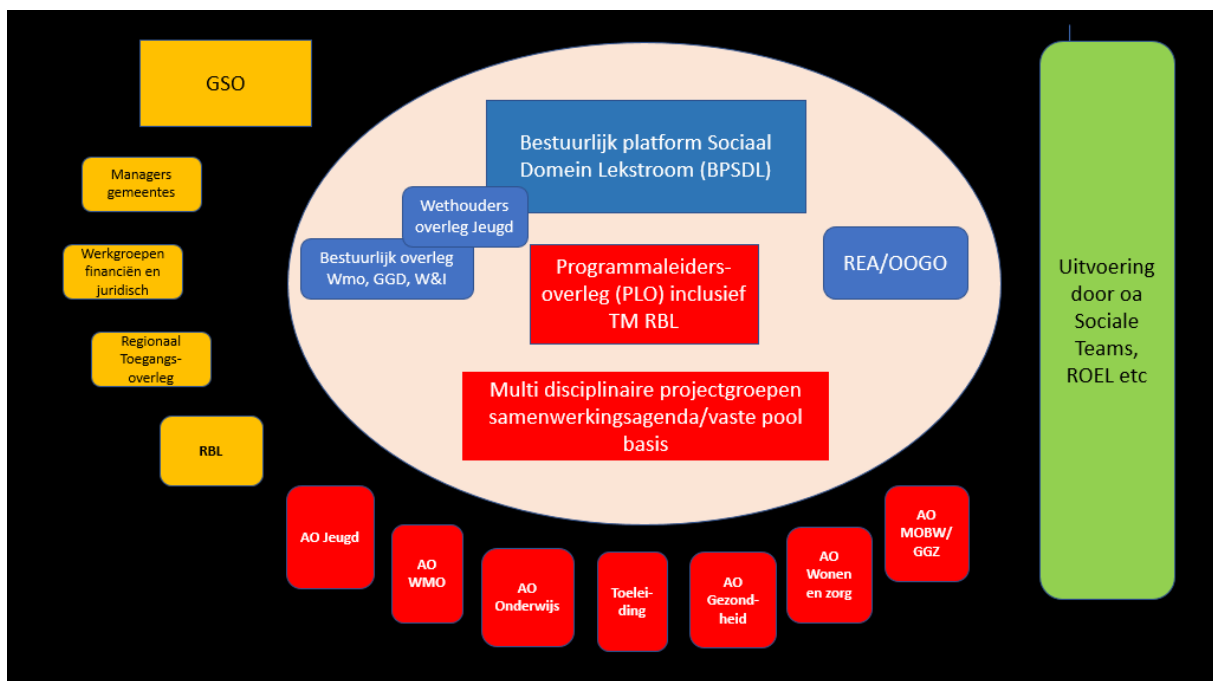 GSO
Bestuurlijk platform Sociaal
Domein Lekstroom (BPSDL)
Managers
gemeentes
Wethouders
overleg Jeugd
Bestuurlijk overleg
Wmo, GGD, W&I
Werkgroepen
financiën en
juridisch
Programmaleiders-
overleg (PLO) inclusief
TM RBL
REA/OOGO
Uitvoering
door oa
Sociale
Teams,
ROEL etc
Regionaal
Toegangs-
overleg
Multi disciplinaire projectgroepen
samenwerkingsagenda/vaste pool
basis
RBL
AO Jeugd
AO
WMO
AO
Onderwijs
Toelei-
ding
AO
Gezond-
heid
AO
Wonen
en zorg
AO
MOBW/
GGZ